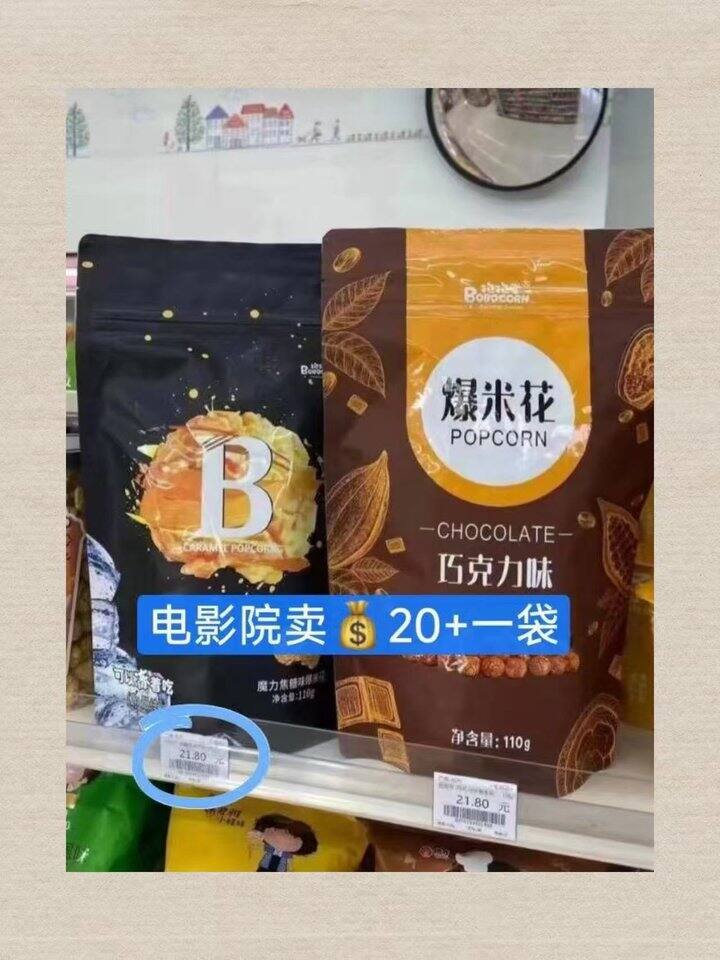 BOBOCORN
爆米花
POPCORN
B
CARAMEL POPCORN
CHOCOLATE
巧克力味
电影院卖💰20+一袋
魔力焦糖味爆米花
净含量:110g
净含量:110g
21.80 元
21.80 元